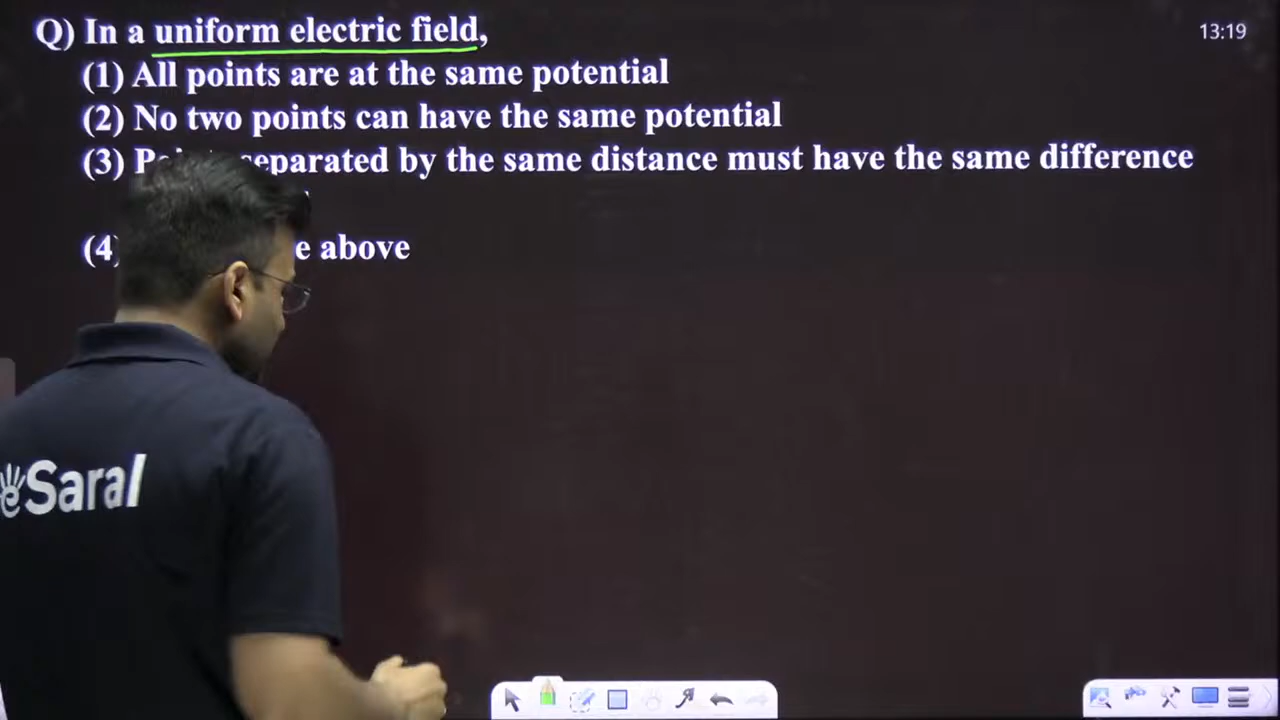 Q) In a uniform electric field,
13:19
(1) All points are at the same potential
(2) No two points can have the same potential
(3) separated by the same distance must have the same difference
(4) above
eSaral